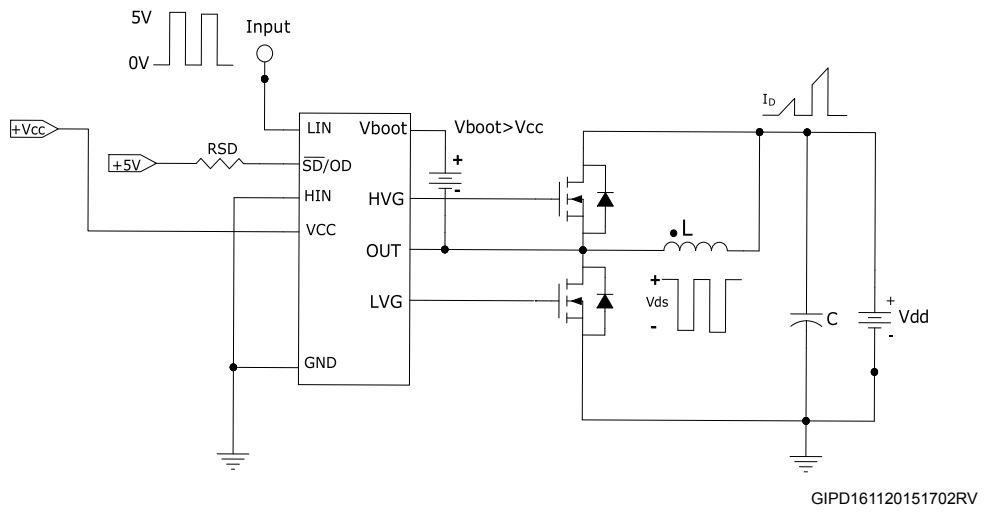 5V
0V
Input
+Vcc
LIN
Vboot
Vboot>Vcc
+5V
RSD
SD/OD
+
-
HIN
HVG
VCC
OUT
LVG
GND
L
+
Vds
-
I_D
C
+
Vdd
-
GIPD161120151702RV